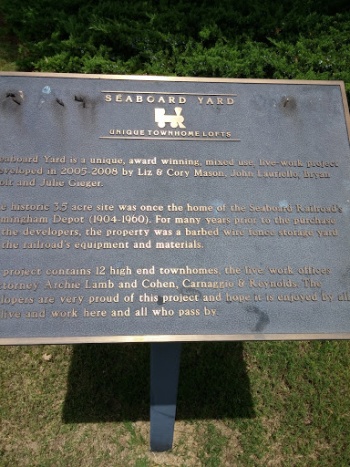 SEABOARD YARD
UNIQUE TOWNHOME LOFTS
eaboard Yard is a unique, award winning, mixed use, live-work project
veloped in 2005-2008 by Liz & Cory Mason, John Lauriello, Bryan
and Julie Gieger.
e historic 3.5 acre site was once the home of the Seaboard Railroad's
mingham Depot (1904-1960). For many years prior to the purchase
the developers, the property was a barbed wire fence storage yard
the railroad's equipment and materials.
project contains 12 high end townhomes, the live work offices
ttorney Archie Lamb and Cohen, Carnaggio & Reynolds. The
lopers are very proud of this project and hope it is enjoyed by all
live and work here and all who pass by.